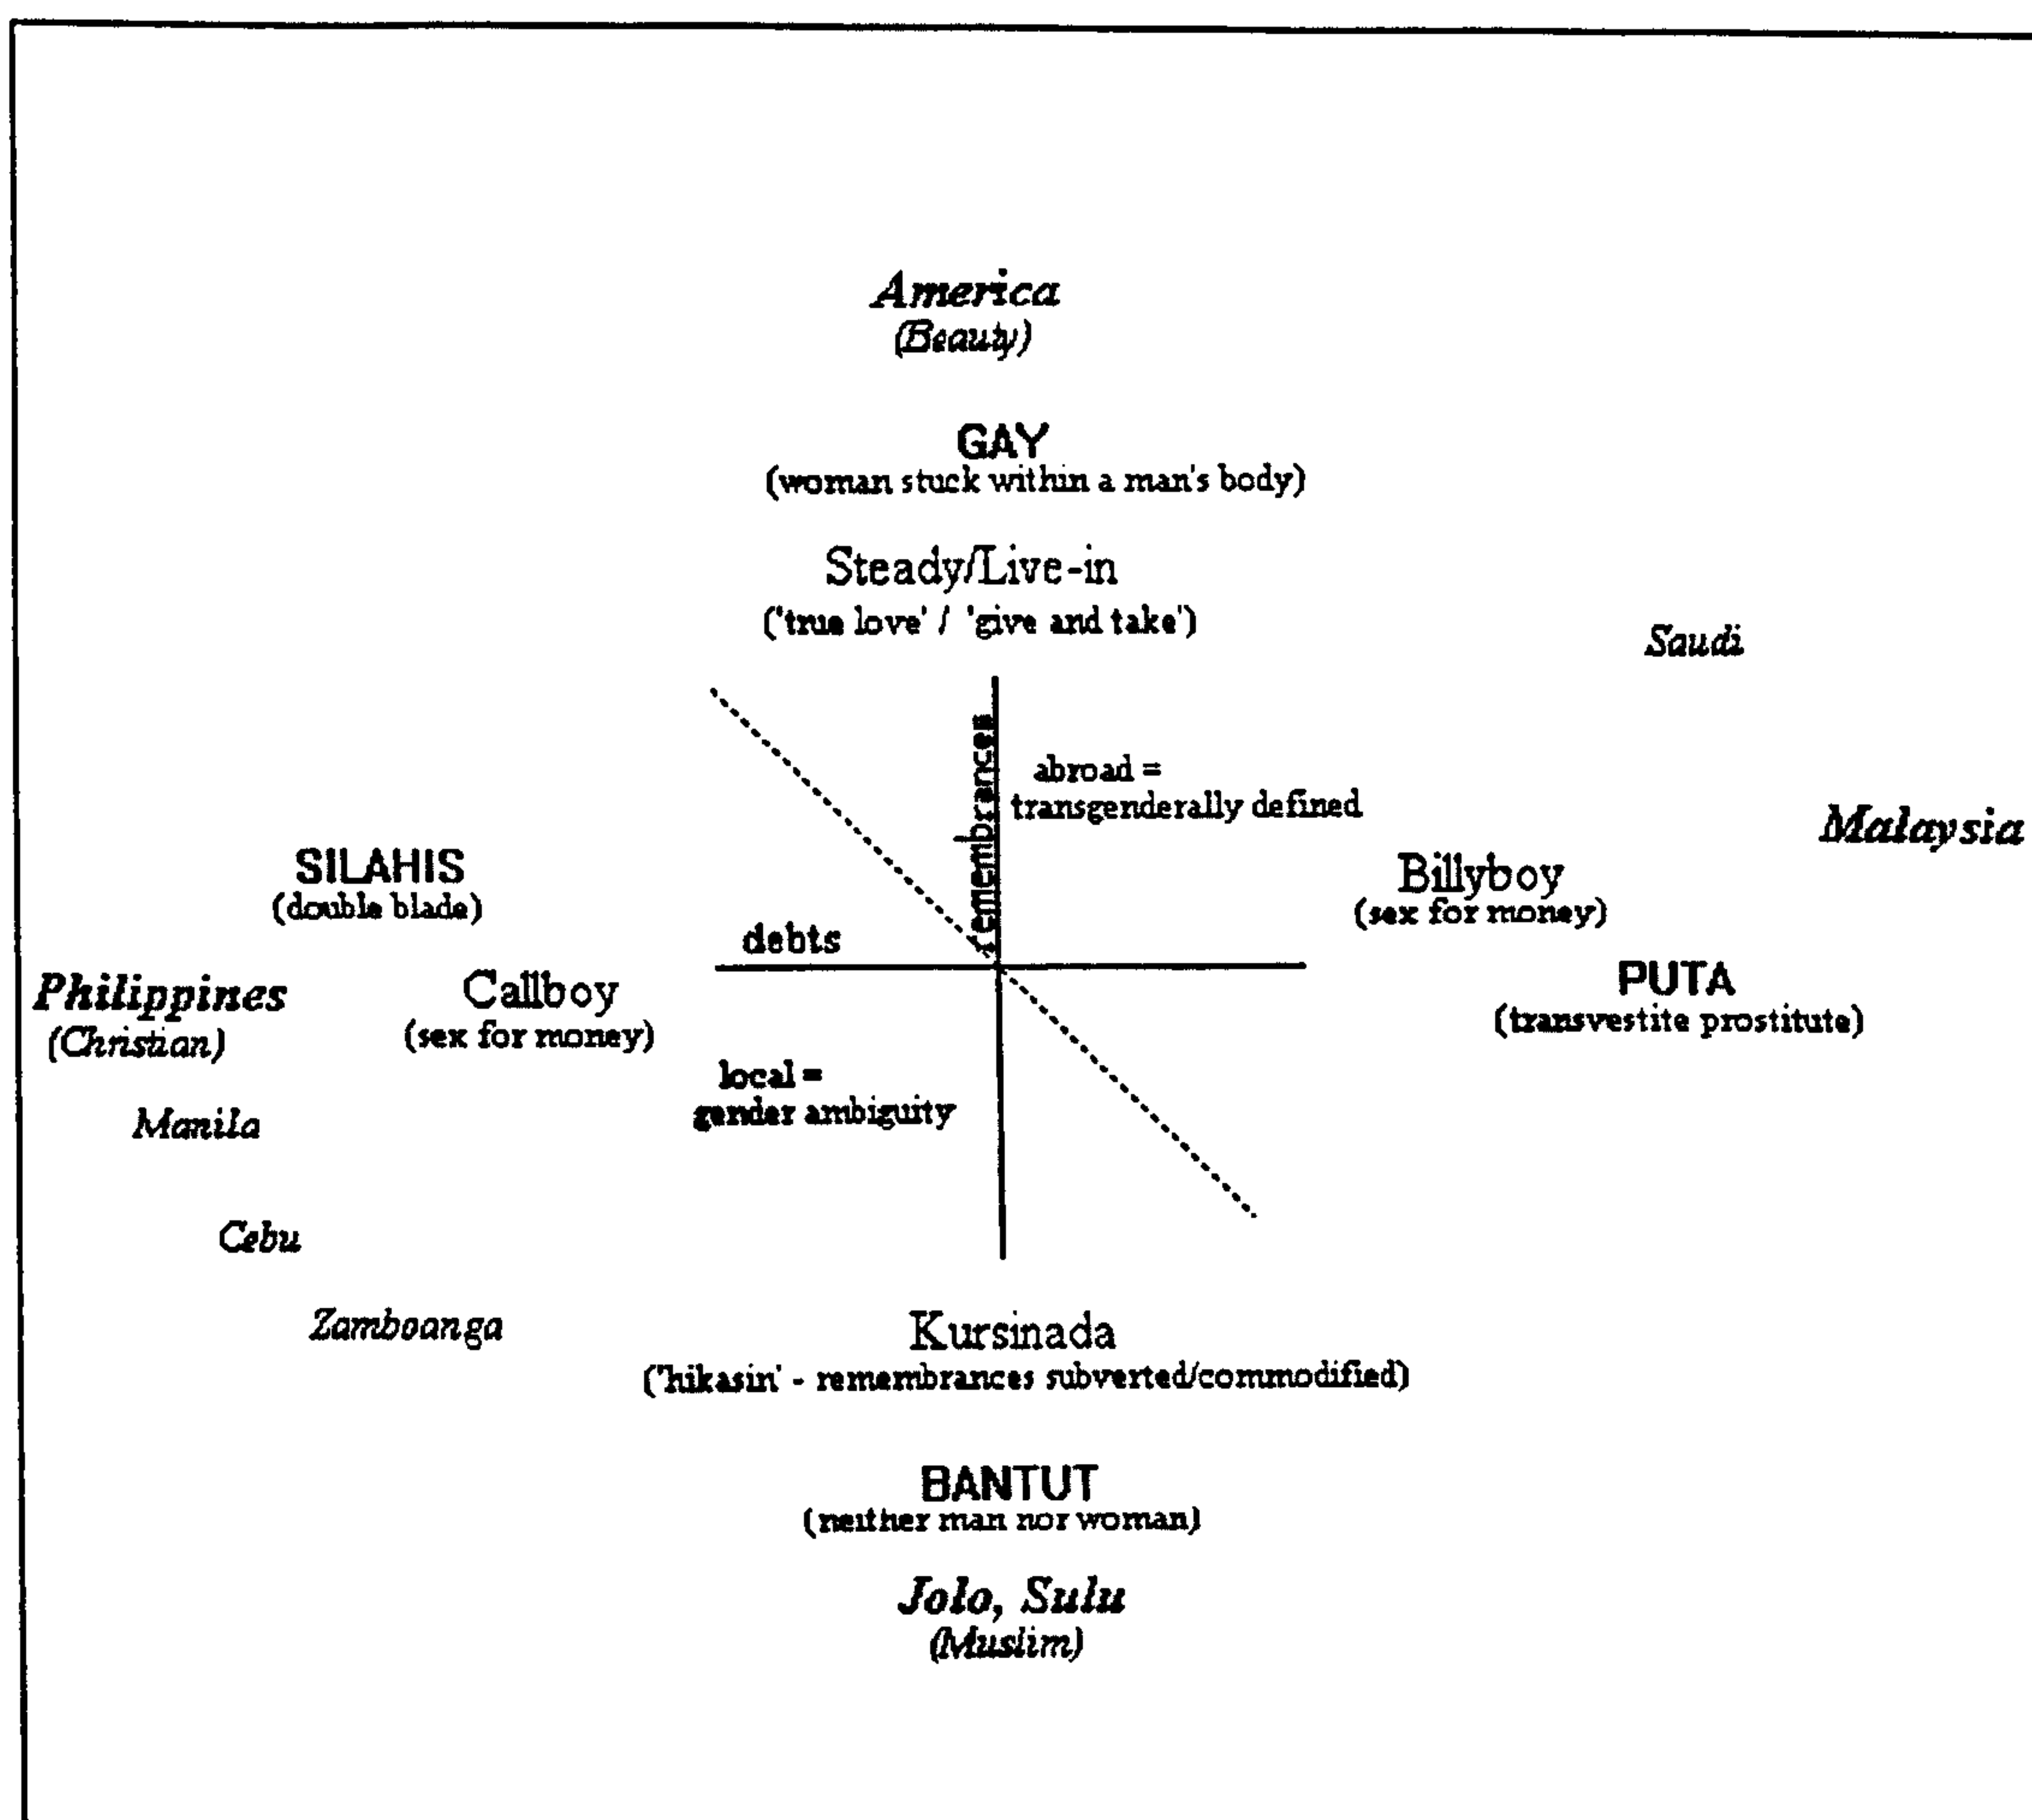 America
(Beauty)
GAY
(woman stuck within a man's body)
Steady/Live-in
('true love' / 'give and take')
Saudi
remembrances
abroad =
transgenderally defined
Malaysia
SILAHIS
(double blade)
Billyboy
(sex for money)
debts
Philippines
(Christian)
Callboy
(sex for money)
PUTA
(transvestite prostitute)
local =
gender ambiguity
Manila
Cebu
Zamboanga
Kursinada
('hikasin' - remembrances subverted/commodified)
BANTUT
(neither man nor woman)
Jolo, Sulu
(Muslim)